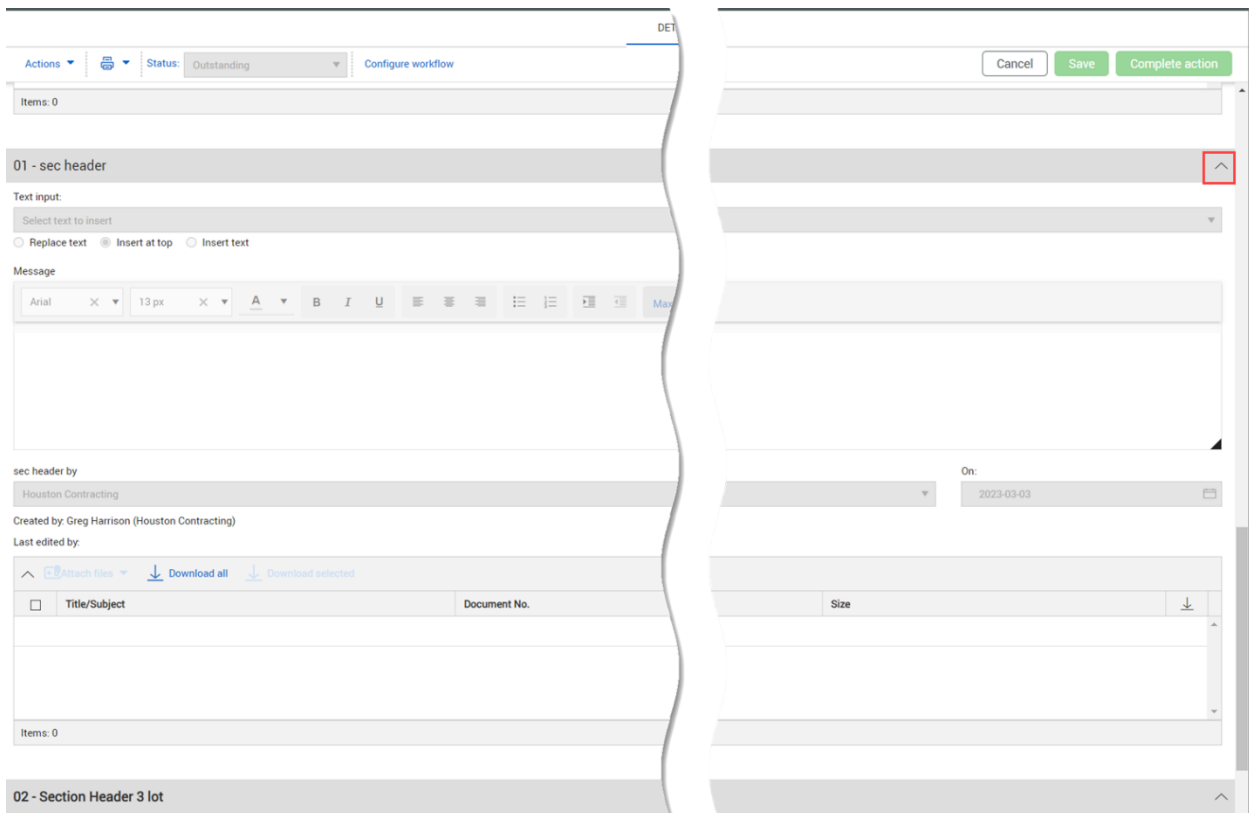 DET
Actions Status: Outstanding Configure workflow Cancel Save Complete action
Items: 0
01 - sec header
Text input:
Select text to insert
Replace text Insert at top Insert text
Message
Arial 13 px A B I U Max
sec header by On:
Houston Contracting 2023-03-03
Created by: Greg Harrison (Houston Contracting)
Last edited by:
Attach files Download all Download selected
Title/Subject Document No. Size
Items: 0
02 - Section Header 3 lot